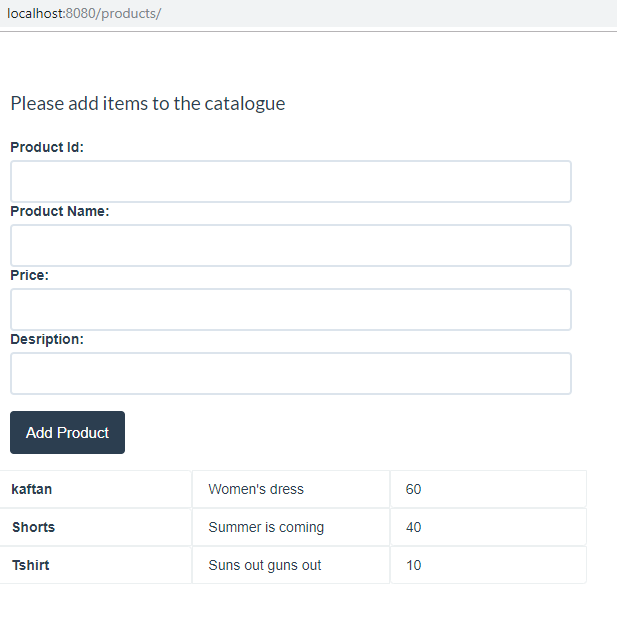 localhost:8080/products/
Please add items to the catalogue
Product Id:
Product Name:
Price:
Desription:
Add Product
kaftan Women's dress 60
Shorts Summer is coming 40
Tshirt Suns out guns out 10